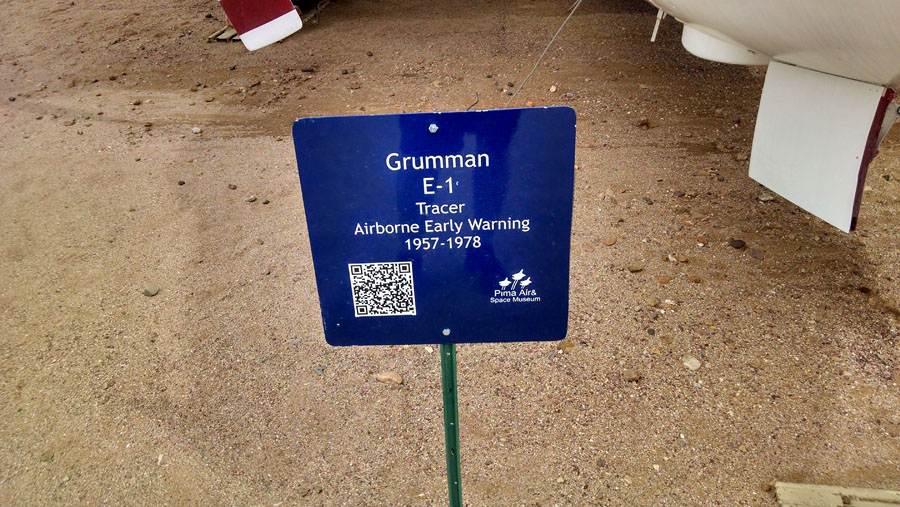 Grumman
E-1
Tracer
Airborne Early Warning
1957-1978
Pima Air&
Space Museum